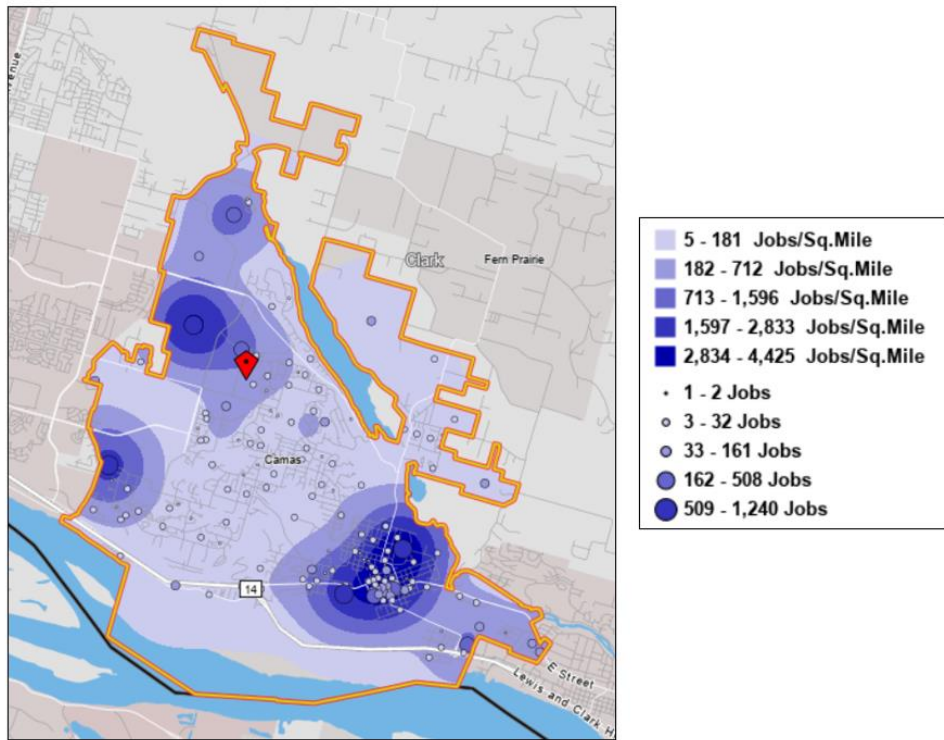 Avenue
Clark
Fern Prairie
Camas
14
E Street
Lewis and Clark H
5 - 181 Jobs/Sq.Mile
182 - 712 Jobs/Sq.Mile
713 - 1,596 Jobs/Sq.Mile
1,597 - 2,833 Jobs/Sq.Mile
2,834 - 4,425 Jobs/Sq.Mile
1 - 2 Jobs
3 - 32 Jobs
33 - 161 Jobs
162 - 508 Jobs
509 - 1,240 Jobs